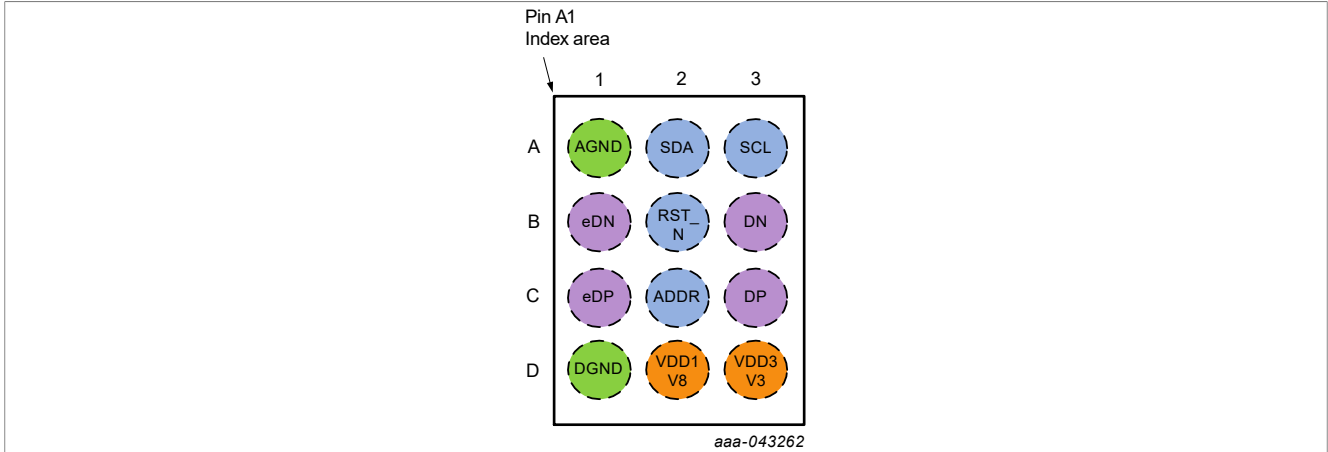 Pin A1
Index area
1 2 3
A AGND SDA SCL
B eDN RST_
N DN
C eDP ADDR DP
D DGND VDD1
V8 VDD3
V3
aaa-043262